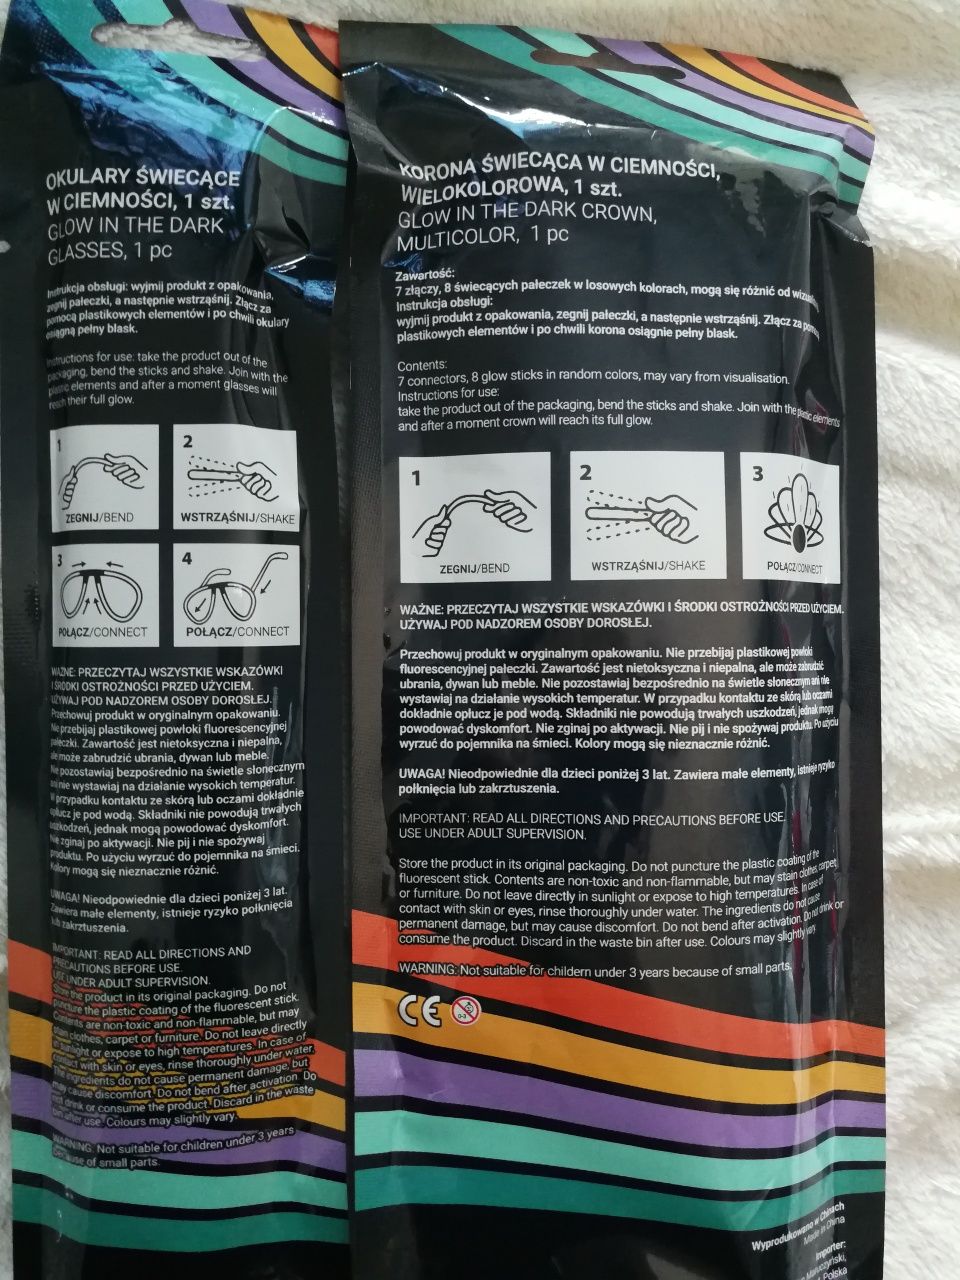 OKULARY ŚWIECĄCE
W CIEMNOŚCI, 1 szt.
GLOW IN THE DARK
GLASSES, 1 pc
Instrukcja obsługi: wyjmij produkt z opakowania,
zegnij pałeczki, a następnie wstrząśnij. Złącz za
pomocą plastikowych elementów i po chwili okulary
osiągną pełny blask.
Instructions for use: take the product out of the
packaging, bend the sticks and shake. Join with the
plastic elements and after a moment glasses will
reach their full glow.
1
ZEGNIJ/BEND
2
WSTRZĄŚNIJ/SHAKE
3
POŁĄCZ/CONNECT
4
POŁĄCZ/CONNECT
WAŻNE: PRZECZYTAJ WSZYSTKIE WSKAZÓWKI
I ŚRODKI OSTROŻNOŚCI PRZED UŻYCIEM.
UŻYWAJ POD NADZOREM OSOBY DOROSŁEJ.
Przechowuj produkt w oryginalnym opakowaniu.
Nie przebijaj plastikowej powłoki fluorescencyjnej
pałeczki. Zawartość jest nietoksyczna i niepalna,
ale może zabrudzić ubrania, dywan lub meble.
Nie pozostawiaj bezpośrednio na świetle słonecznym
ani nie wystawiaj na działanie wysokich temperatur.
W przypadku kontaktu ze skórą lub oczami dokładnie
opłucz je pod wodą. Składniki nie powodują trwałych
uszkodzeń, jednak mogą powodować dyskomfort.
Nie zginaj po aktywacji. Nie pij i nie spożywaj
produktu. Po użyciu wyrzuć do pojemnika na śmieci.
Kolory mogą się nieznacznie różnić.
UWAGA! Nieodpowiednie dla dzieci poniżej 3 lat.
Zawiera małe elementy, istnieje ryzyko połknięcia
lub zakrztuszenia.
IMPORTANT: READ ALL DIRECTIONS AND
PRECAUTIONS BEFORE USE.
USE UNDER ADULT SUPERVISION.
Store the product in its original packaging. Do not
puncture the plastic coating of the fluorescent stick.
Contents are non-toxic and non-flammable, but may
stain clothes, carpet or furniture. Do not leave directly
in sunlight or expose to high temperatures. In case of
contact with skin or eyes, rinse thoroughly under water.
The ingredients do not cause permanent damage, but
may cause discomfort. Do not bend after activation. Do
not drink or consume the product. Discard in the waste
bin after use. Colours may slightly vary.
WARNING: Not suitable for children under 3 years
because of small parts.
KORONA ŚWIECĄCA W CIEMNOŚCI,
WIELOKOLOROWA, 1 szt.
GLOW IN THE DARK CROWN,
MULTICOLOR, 1 pc
Zawartość:
7 złączy, 8 świecących pałeczek w losowych kolorach, mogą się różnić od
Instrukcja obsługi:
wyjmij produkt z opakowania, zegnij pałeczki, a następnie wstrząśnij. Złącz za
plastikowych elementów i po chwili korona osiągnie pełny blask.
Contents:
7 connectors, 8 glow sticks in random colors, may vary from visualisation.
Instructions for use:
take the product out of the packaging, bend the sticks and shake. Join with the plastic elements
and after a moment crown will reach its full glow.
1
ZEGNIJ/BEND
2
WSTRZĄŚNIJ/SHAKE
3
POŁĄCZ/CONNECT
WAŻNE: PRZECZYTAJ WSZYSTKIE WSKAZÓWKI I ŚRODKI OSTROŻNOŚCI PRZED UŻYCIEM.
UŻYWAJ POD NADZOREM OSOBY DOROSŁEJ.
Przechowuj produkt w oryginalnym opakowaniu. Nie przebijaj plastikowej powłoki
fluorescencyjnej pałeczki. Zawartość jest nietoksyczna i niepalna, ale może zabrudzić
ubrania, dywan lub meble. Nie pozostawiaj bezpośrednio na świetle słonecznym ani nie
wystawiaj na działanie wysokich temperatur. W przypadku kontaktu ze skórą lub oczami
dokładnie opłucz je pod wodą. Składniki nie powodują trwałych uszkodzeń, jednak mogą
powodować dyskomfort. Nie zginaj po aktywacji. Nie pij i nie spożywaj produktu. Po użyciu
wyrzuć do pojemnika na śmieci. Kolory mogą się nieznacznie różnić.
UWAGA! Nieodpowiednie dla dzieci poniżej 3 lat. Zawiera małe elementy, istnieje ryzyko
połknięcia lub zakrztuszenia.
IMPORTANT: READ ALL DIRECTIONS AND PRECAUTIONS BEFORE USE.
USE UNDER ADULT SUPERVISION.
Store the product in its original packaging. Do not puncture the plastic coating of the
fluorescent stick. Contents are non-toxic and non-flammable, but may stain clothes, carpet,
or furniture. Do not leave directly in sunlight or expose to high temperatures. In case of
contact with skin or eyes, rinse thoroughly under water. The ingredients do not cause
permanent damage, but may cause discomfort. Do not bend after activation. Do not drink or
consume the product. Discard in the waste bin after use. Colours may slightly vary
WARNING: Not suitable for childern under 3 years because of small parts.
CE
0-3
Wyprodukowano w Chinach
Made in China
Importer:
Polska